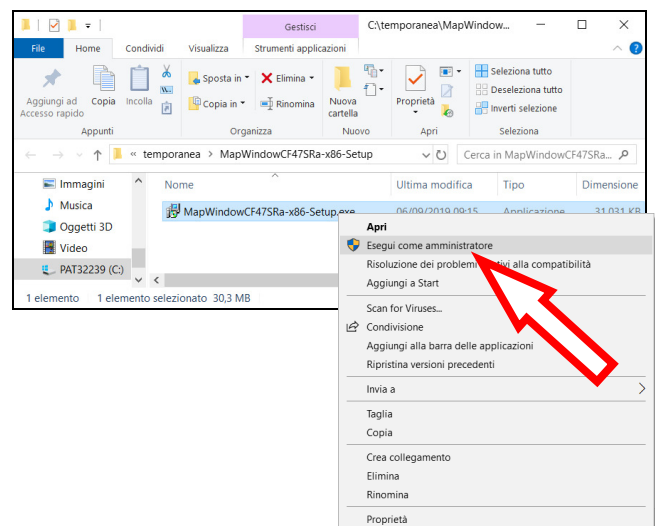 Gestisci
C:\temporanea\MapWindow...
File Home Condividi Visualizza Strumenti applicazioni
Aggiungi ad Accesso rapido
Copia
Incolla
Sposta in
Copia in
Elimina
Rinomina
Nuova cartella
Proprietà
Seleziona tutto
Deseleziona tutto
Inverti selezione
Appunti Organizza Nuovo Apri Seleziona
« temporanea > MapWindowCF47SRa-x86-Setup
Cerca in MapWindowCF47SRa...
Immagini
Musica
Oggetti 3D
Video
PAT32239 (C:)
Nome Ultima modifica Tipo Dimensione
MapWindowCF47SRa-x86-Setup.exe 06/09/2019 09:15 Applicazione 31.031 KB
1 elemento 1 elemento selezionato 30,3 MB
Apri
Esegui come amministratore
Risoluzione dei problemi alla compatibilità
Aggiungi a Start
Scan for Viruses...
Condivisione
Aggiungi alla barra delle applicazioni
Ripristina versioni precedenti
Invia a
Taglia
Copia
Crea collegamento
Elimina
Rinomina
Proprietà